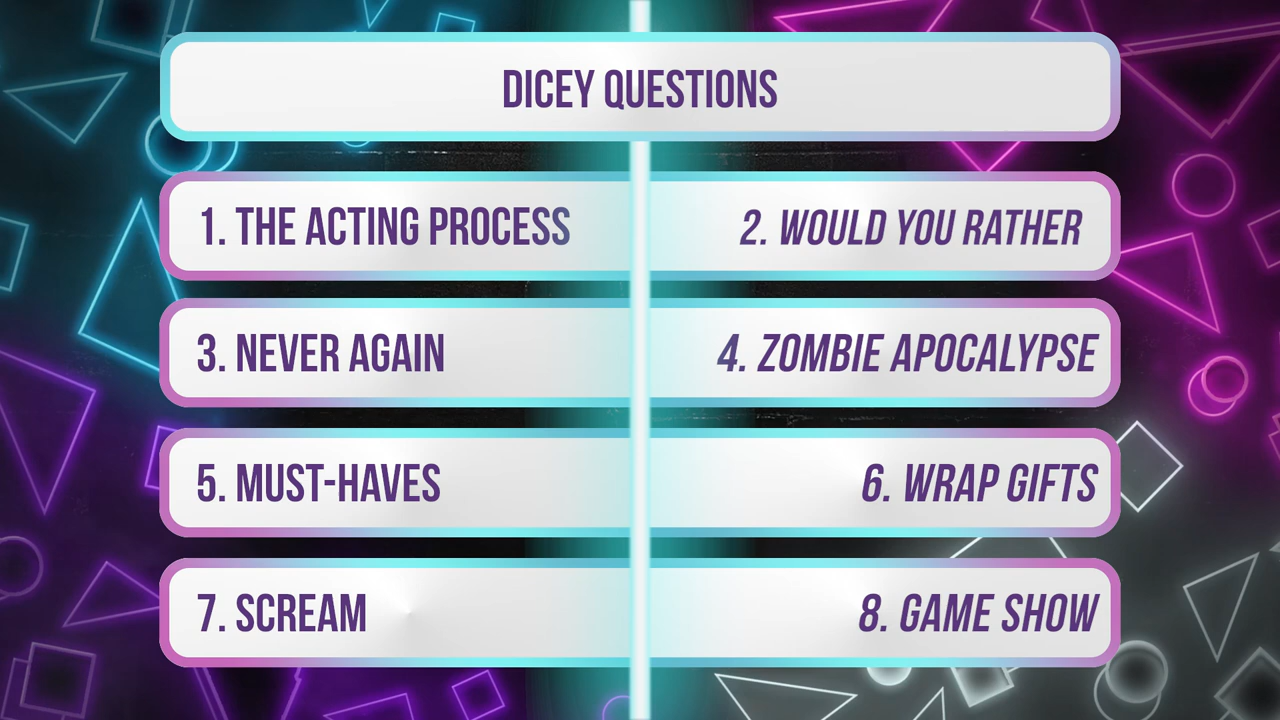 DICEY QUESTIONS
1. THE ACTING PROCESS
2. WOULD YOU RATHER
3. NEVER AGAIN
4. ZOMBIE APOCALYPSE
5. MUST-HAVES
6. WRAP GIFTS
7. SCREAM
8. GAME SHOW